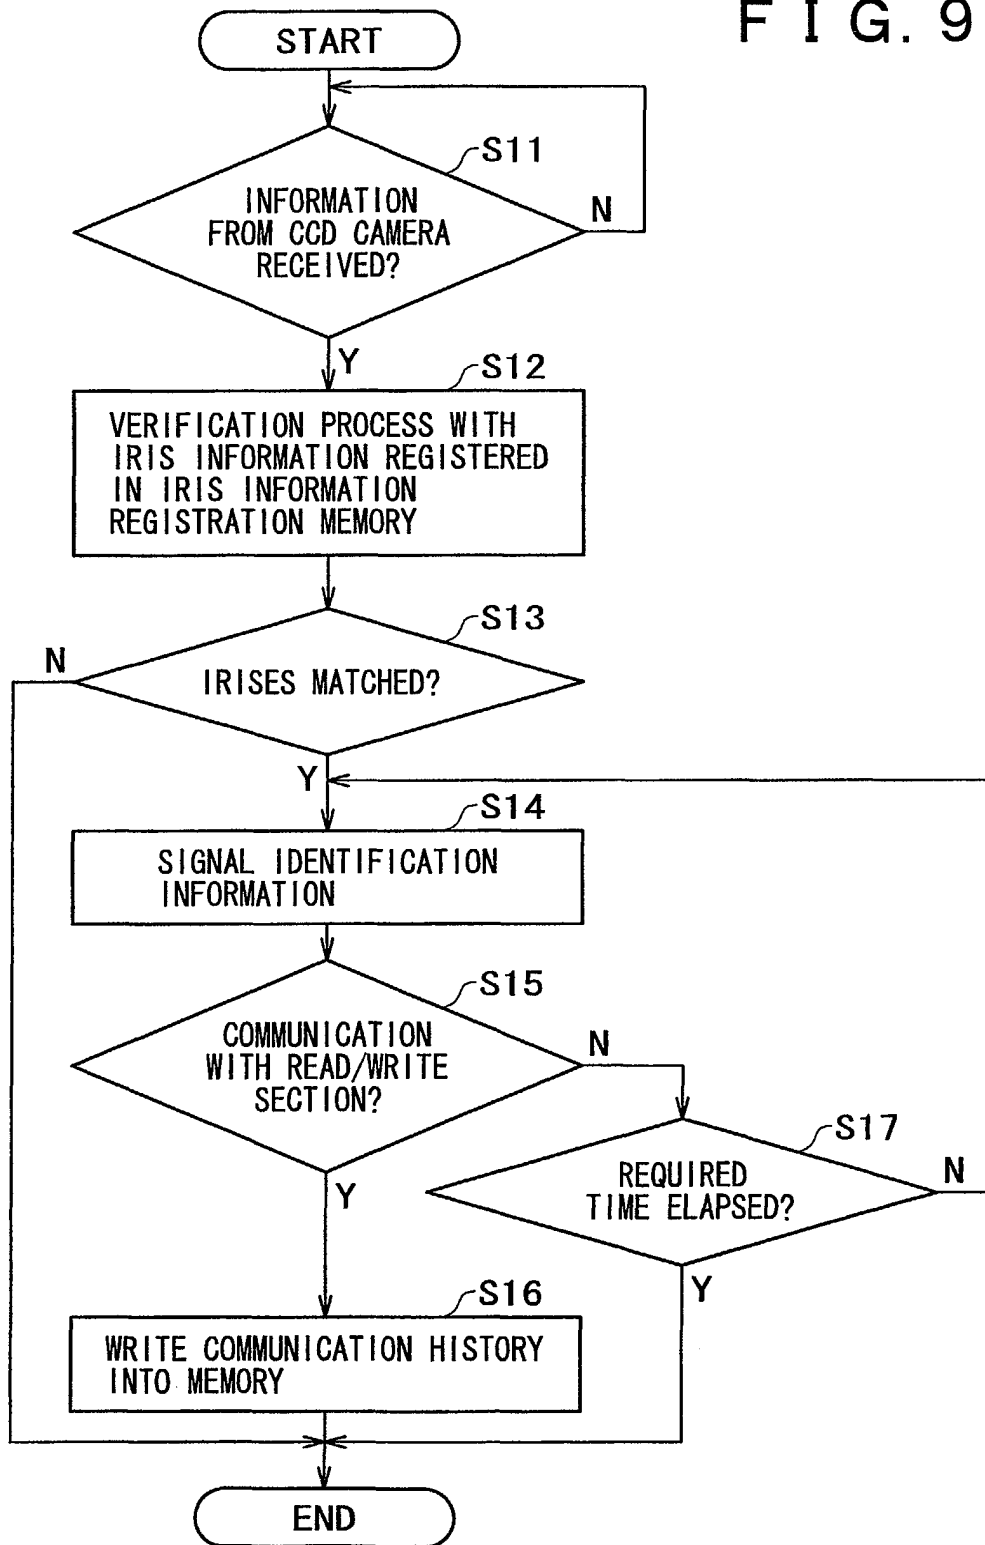 FIG. 9
START
S11
INFORMATION
FROM CCD CAMERA
RECEIVED?
N
Y
S12
VERIFICATION PROCESS WITH
IRIS INFORMATION REGISTERED
IN IRIS INFORMATION
REGISTRATION MEMORY
S13
N
IRISES MATCHED?
Y
S14
SIGNAL IDENTIFICATION
INFORMATION
S15
COMMUNICATION
WITH READ/WRITE
SECTION?
N
Y
S17
REQUIRED
TIME ELAPSED?
N
Y
S16
WRITE COMMUNICATION HISTORY
INTO MEMORY
END